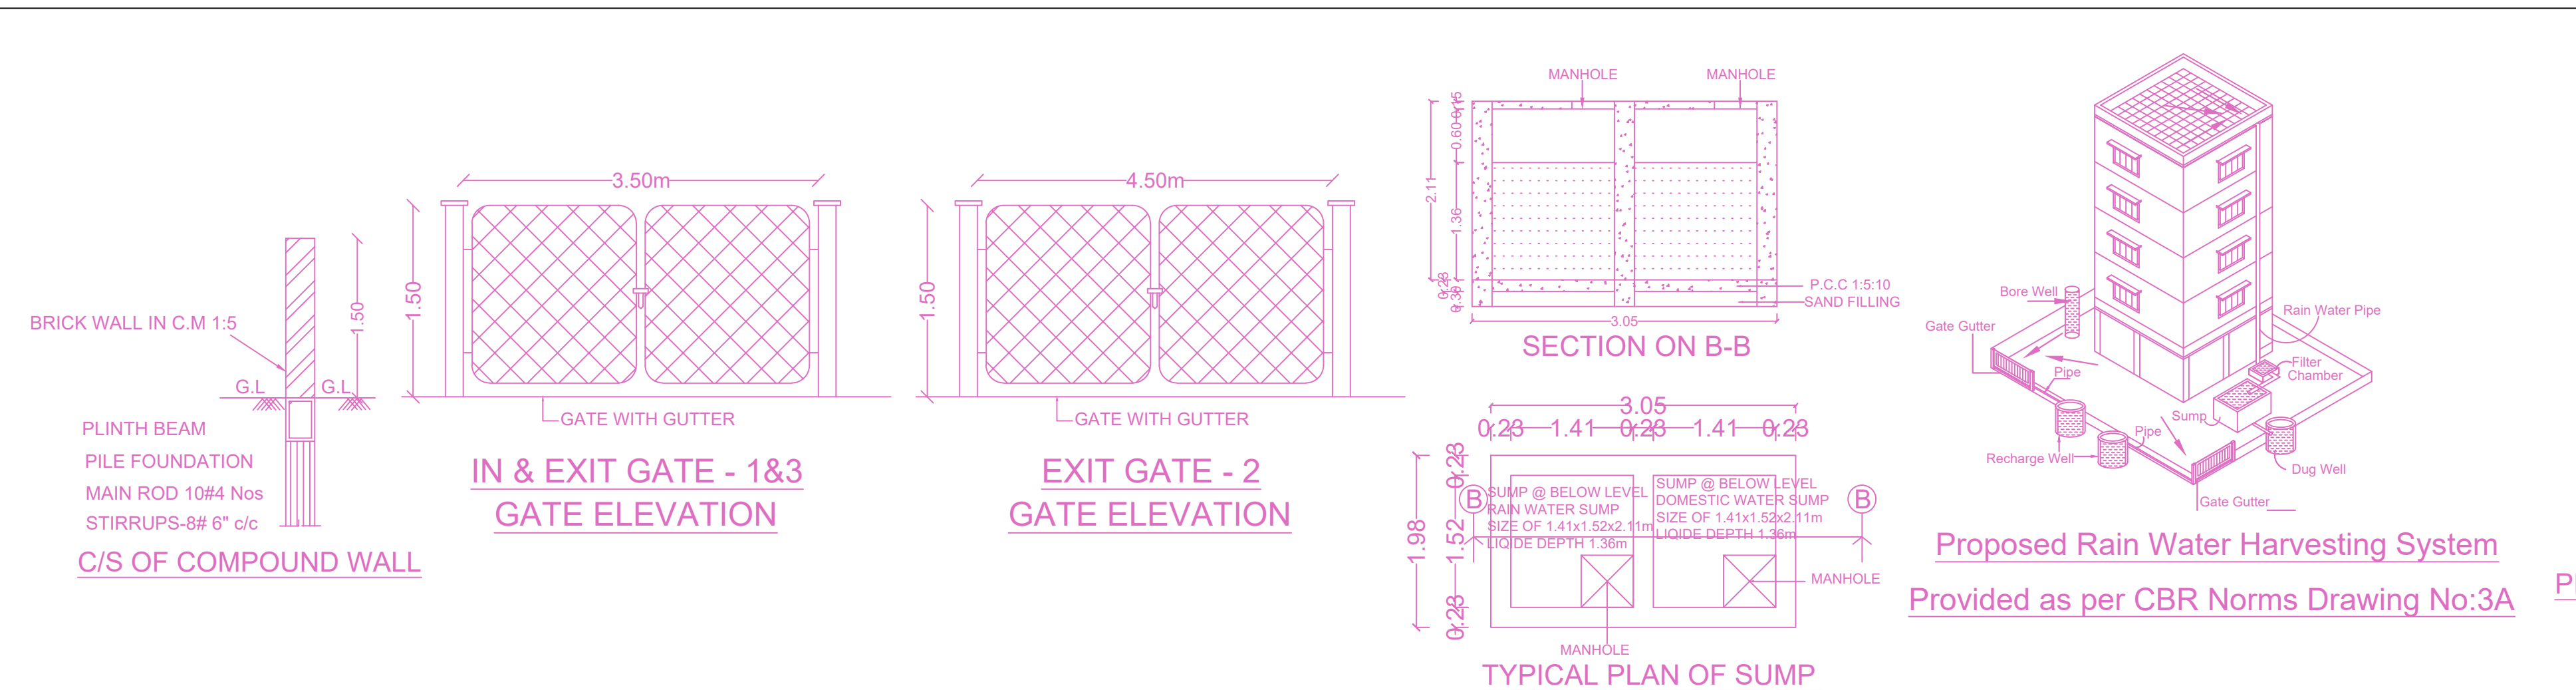 BRICK WALL IN C.M 1:5
1.50
G.L
G.L
PLINTH BEAM
PILE FOUNDATION
MAIN ROD 10#4 Nos
STIRRUPS-8# 6" c/c
C/S OF COMPOUND WALL
3.50m
1.50
GATE WITH GUTTER
IN & EXIT GATE - 1&3
GATE ELEVATION
4.50m
1.50
GATE WITH GUTTER
EXIT GATE - 2
GATE ELEVATION
MANHOLE
MANHOLE
0.15
0.60
2.11
1.36
0.23
0.30
P.C.C 1:5:10
SAND FILLING
3.05
SECTION ON B-B
3.05
0.23
1.41
0.23
1.41
0.23
0.23
1.98
1.52
0.23
B
B
SUMP @ BELOW LEVEL
RAIN WATER SUMP
SIZE OF 1.41x1.52x2.11m
LIQIDE DEPTH 1.36m
SUMP @ BELOW LEVEL
DOMESTIC WATER SUMP
SIZE OF 1.41x1.52x2.11m
LIQIDE DEPTH 1.36m
MANHOLE
MANHOLE
TYPICAL PLAN OF SUMP
Bore Well
Gate Gutter
Rain Water Pipe
Filter
Chamber
Pipe
Sump
Pipe
Recharge Well
Dug Well
Gate Gutter
Proposed Rain Water Harvesting System
Provided as per CBR Norms Drawing No:3A